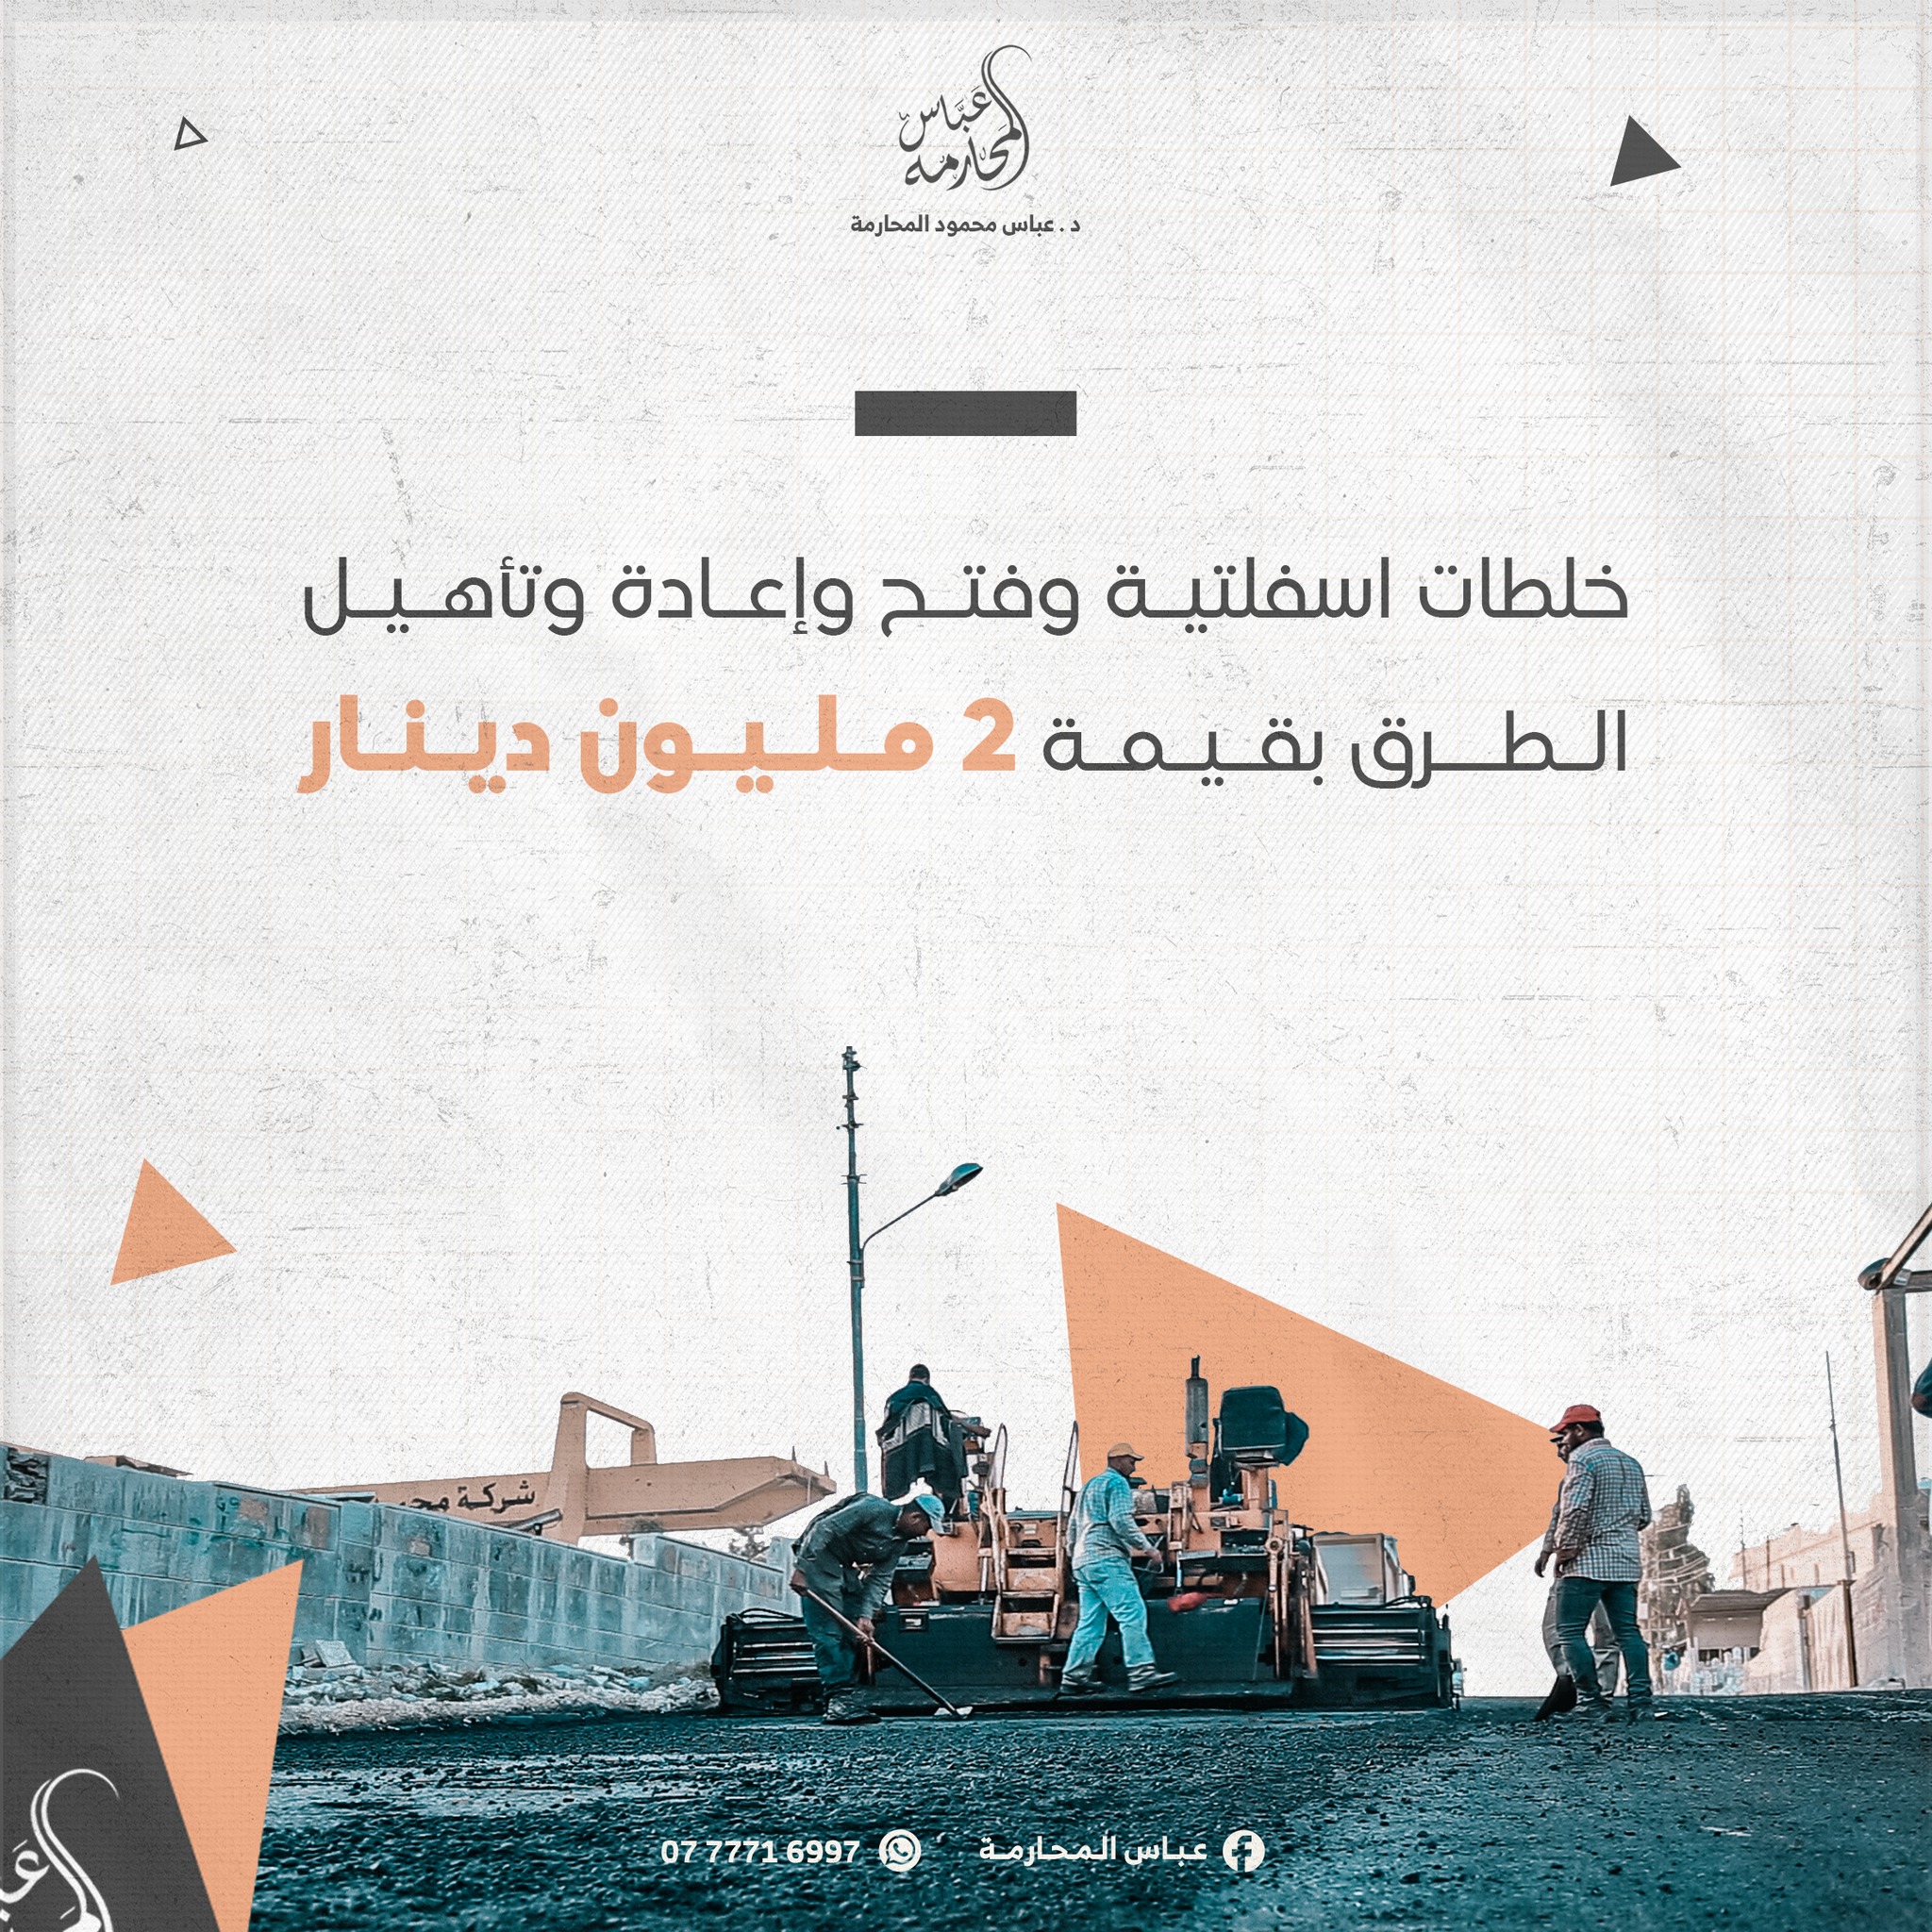 عباس
المحارمه
د . عباس محمود المحارمة
خلطات اسفلتية وفتح وإعادة وتأهيل
الطرق بقيمة 2 مليون دينار
شركة
عباس المحارمة
07 7771 6997